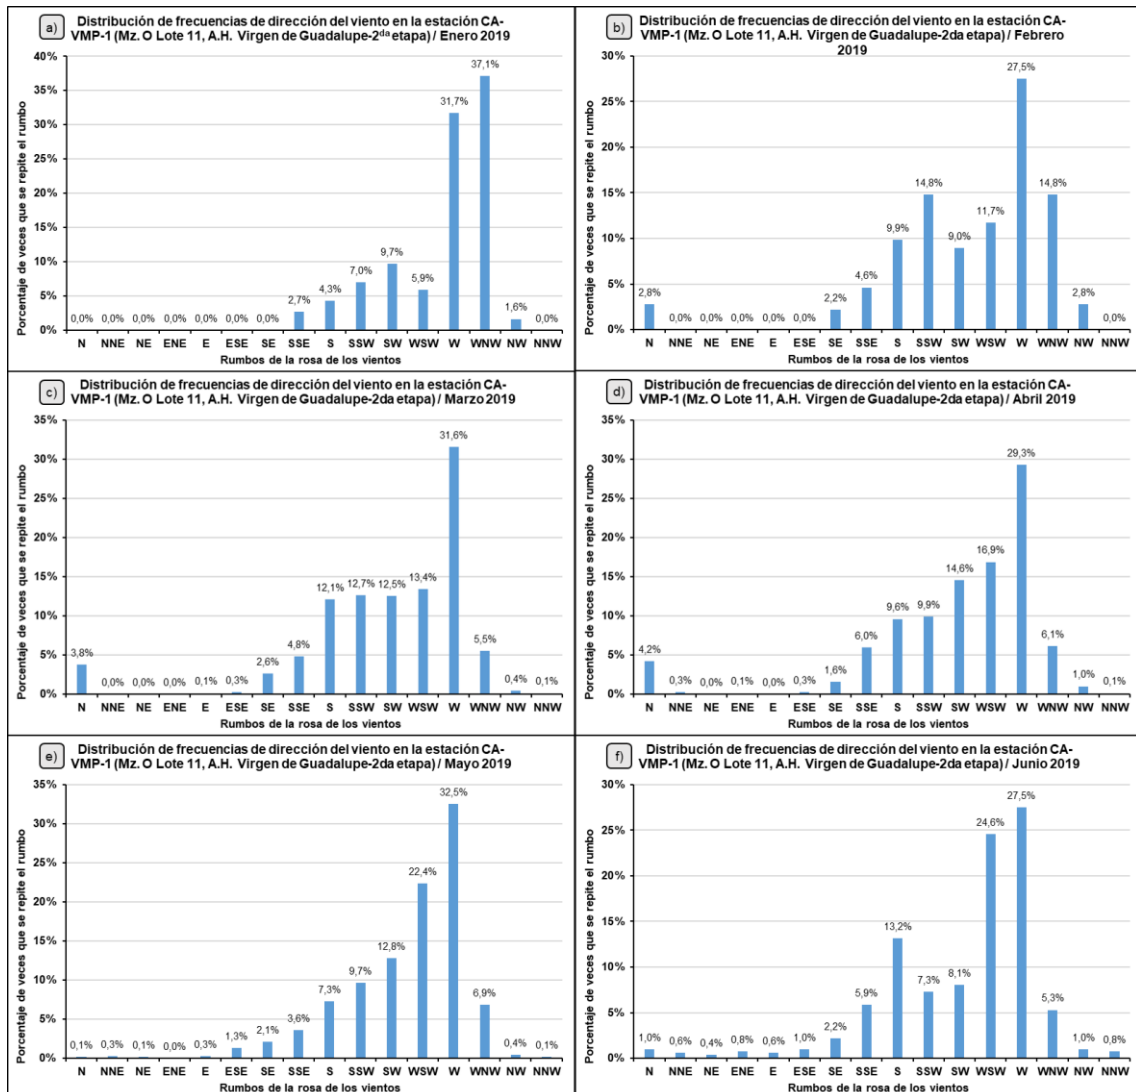 a)
Distribución de frecuencias de dirección del viento en la estación CA-
VMP-1 (Mz. O Lote 11, A.H. Virgen de Guadalupe-2da etapa) / Enero 2019
Porcentaje de veces que se repite el rumbo
40%
35%
30%
25%
20%
15%
10%
5%
0%
0,0% 0,0% 0,0% 0,0% 0,0% 0,0% 0,0% 2,7% 4,3% 7,0% 9,7% 5,9% 31,7% 37,1% 1,6% 0,0%
N NNE NE ENE E ESE SE SSE S SSW SW WSW W WNW NW NNW
Rumbos de la rosa de los vientos
b)
Distribución de frecuencias de dirección del viento en la estación CA-
VMP-1 (Mz. O Lote 11, A.H. Virgen de Guadalupe-2da etapa) / Febrero
2019
Porcentaje de veces que se repite el rumbo
30%
25%
20%
15%
10%
5%
0%
2,8% 0,0% 0,0% 0,0% 0,0% 0,0% 2,2% 4,6% 9,9% 14,8% 9,0% 11,7% 27,5% 14,8% 2,8% 0,0%
N NNE NE ENE E ESE SE SSE S SSW SW WSW W WNW NW NNW
Rumbos de la rosa de los vientos
c)
Distribución de frecuencias de dirección del viento en la estación CA-
VMP-1 (Mz. O Lote 11, A.H. Virgen de Guadalupe-2da etapa) / Marzo 2019
Porcentaje de veces que se repite el rumbo
35%
30%
25%
20%
15%
10%
5%
0%
3,8% 0,0% 0,0% 0,0% 0,1% 0,3% 2,6% 4,8% 12,1% 12,7% 12,5% 13,4% 31,6% 5,5% 0,4% 0,1%
N NNE NE ENE E ESE SE SSE S SSW SW WSW W WNW NW NNW
Rumbos de la rosa de los vientos
d)
Distribución de frecuencias de dirección del viento en la estación CA-
VMP-1 (Mz. O Lote 11, A.H. Virgen de Guadalupe-2da etapa) / Abril 2019
Porcentaje de veces que se repite el rumbo
35%
30%
25%
20%
15%
10%
5%
0%
4,2% 0,3% 0,0% 0,1% 0,0% 0,3% 1,6% 6,0% 9,6% 9,9% 14,6% 16,9% 29,3% 6,1% 1,0% 0,1%
N NNE NE ENE E ESE SE SSE S SSW SW WSW W WNW NW NNW
Rumbos de la rosa de los vientos
e)
Distribución de frecuencias de dirección del viento en la estación CA-
VMP-1 (Mz. O Lote 11, A.H. Virgen de Guadalupe-2da etapa) / Mayo 2019
Porcentaje de veces que se repite el rumbo
35%
30%
25%
20%
15%
10%
5%
0%
0,1% 0,3% 0,1% 0,0% 0,3% 1,3% 2,1% 3,6% 7,3% 9,7% 12,8% 22,4% 32,5% 6,9% 0,4% 0,1%
N NNE NE ENE E ESE SE SSE S SSW SW WSW W WNW NW NNW
Rumbos de la rosa de los vientos
f)
Distribución de frecuencias de dirección del viento en la estación CA-
VMP-1 (Mz. O Lote 11, A.H. Virgen de Guadalupe-2da etapa) / Junio 2019
Porcentaje de veces que se repite el rumbo
30%
25%
20%
15%
10%
5%
0%
1,0% 0,6% 0,4% 0,8% 0,6% 1,0% 2,2% 5,9% 13,2% 7,3% 8,1% 24,6% 27,5% 5,3% 1,0% 0,8%
N NNE NE ENE E ESE SE SSE S SSW SW WSW W WNW NW NNW
Rumbos de la rosa de los vientos